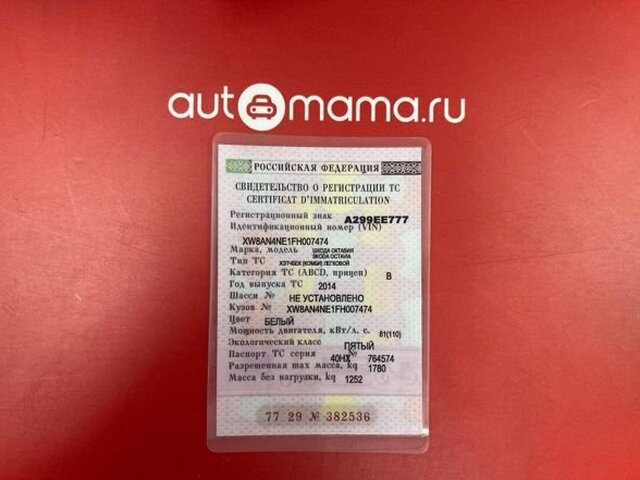 automama.ru
РОССИЙСКАЯ ФЕДЕРАЦИЯ
СВИДЕТЕЛЬСТВО О РЕГИСТРАЦИИ ТС
CERTIFICAT D'IMMATRICULATION
Регистрационный знак А299ЕЕ777
Идентификационный номер (VIN)
XW8AN4NE1FH007474
Марка, модель ШКОДА ОКТАВИЯ
SKODA OCTAVIA
Тип ТС ХЭТЧБЕК (КОМБИ) ЛЕГКОВОЙ
Категория ТС (ABCD, прицеп) B
Год выпуска ТС 2014
Шасси № НЕ УСТАНОВЛЕНО
Кузов № XW8AN4NE1FH007474
Цвет БЕЛЫЙ
Мощность двигателя, кВт/л. с. 81(110)
Экологический класс ПЯТЫЙ
Паспорт ТС серия 40НХ № 764574
Разрешенная max масса, kg 1780
Масса без нагрузки, kg 1252
77 29 № 382536